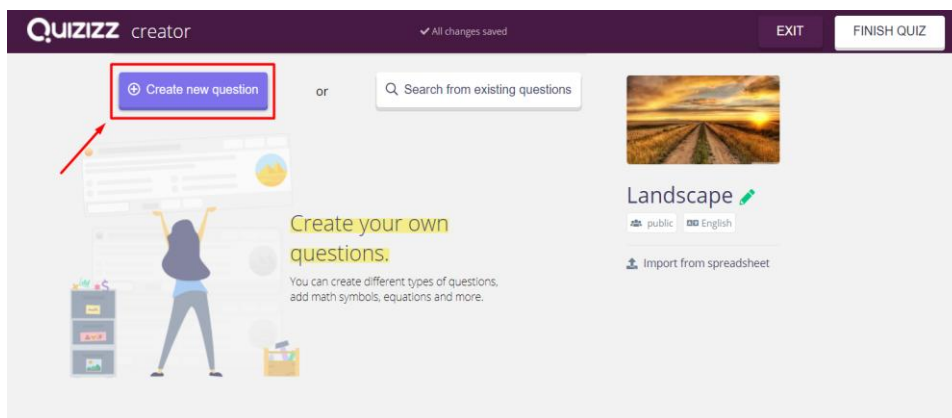 QUIZIZZ creator
All changes saved
EXIT
FINISH QUIZ
Create new question
or
Search from existing questions
Landscape
public
English
Import from spreadsheet
Create your own
questions.
You can create different types of questions,
add math symbols, equations and more.